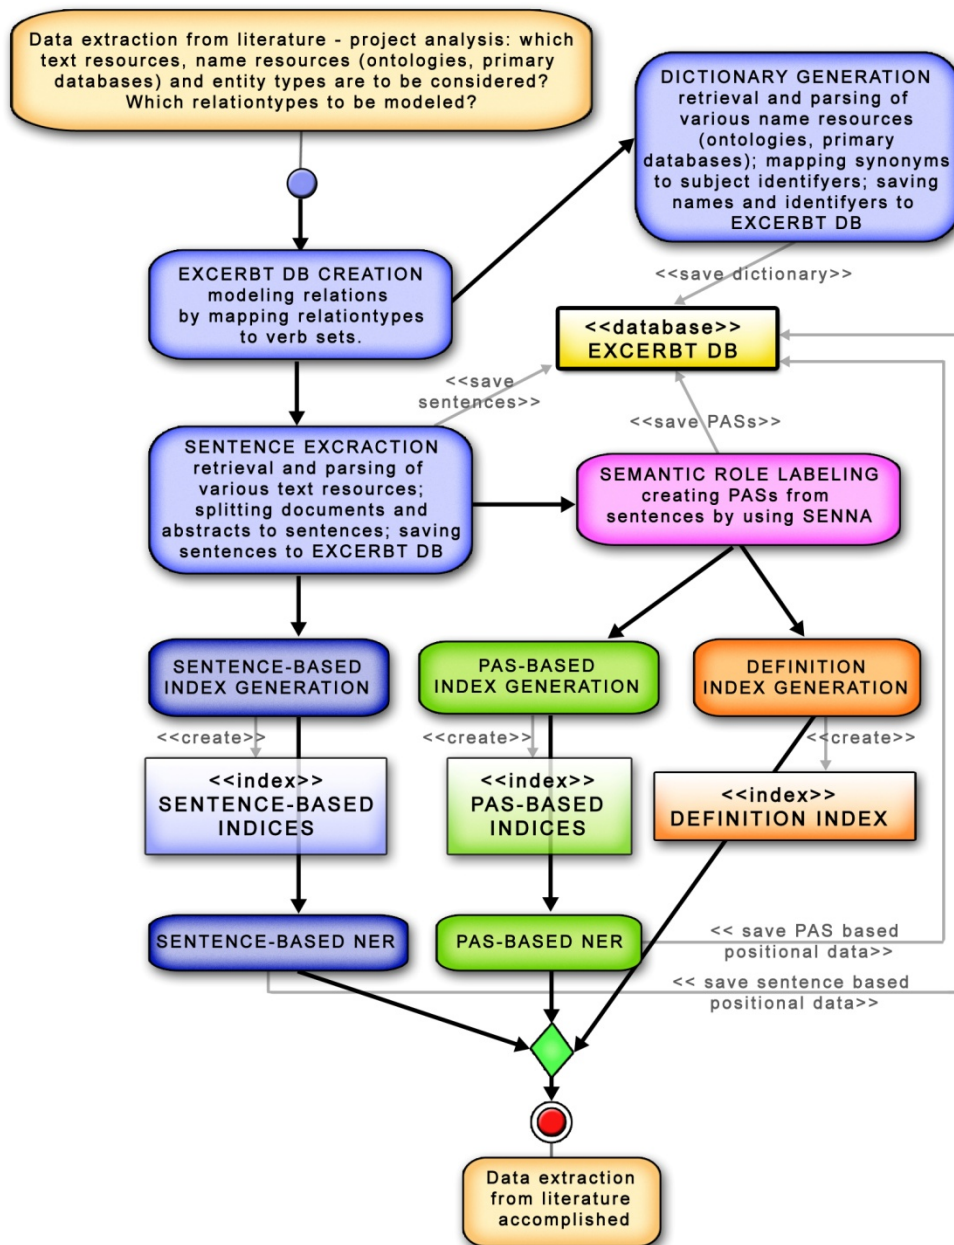 Data extraction from literature - project analysis: which
text resources, name resources (ontologies, primary
databases) and entity types are to be considered?
Which relationtypes to be modeled?
DICTIONARY GENERATION
retrieval and parsing of
various name resources
(ontologies, primary
databases); mapping synonyms
to subject identifyers; saving
names and identifyers to
EXCERBT DB
EXCERBT DB CREATION
modeling relations
by mapping relationtypes
to verb sets.
<<save dictionary>>
<<database>>
EXCERBT DB
<<save
sentences>>
<<save PASs>>
SENTENCE EXCRACTION
retrieval and parsing of
various text resources;
splitting documents and
abstracts to sentences; saving
sentences to EXCERBT DB
SEMANTIC ROLE LABELING
creating PASs from
sentences by using SENNA
SENTENCE-BASED
INDEX GENERATION
PAS-BASED
INDEX GENERATION
DEFINITION
INDEX GENERATION
<<create>>
<<create>>
<<create>>
<<index>>
SENTENCE-BASED
INDICES
<<index>>
PAS-BASED
INDICES
<<index>>
DEFINITION INDEX
SENTENCE-BASED NER
PAS-BASED NER
<< save PAS based
positional data>>
<< save sentence based
positional data>>
Data extraction
from literature
accomplished